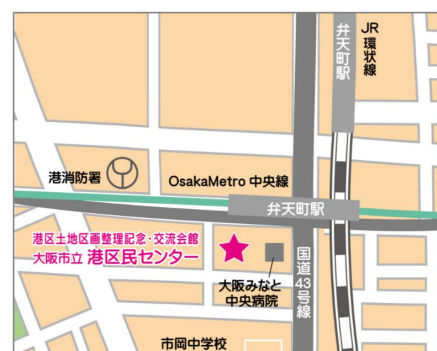 弁天町駅
JR
環状線
港消防署
OsakaMetro 中央線
弁天町駅
港区土地区画整理記念・交流会館
大阪市立 港区民センター
大阪みなと
中央病院
国道43号線
市岡中学校